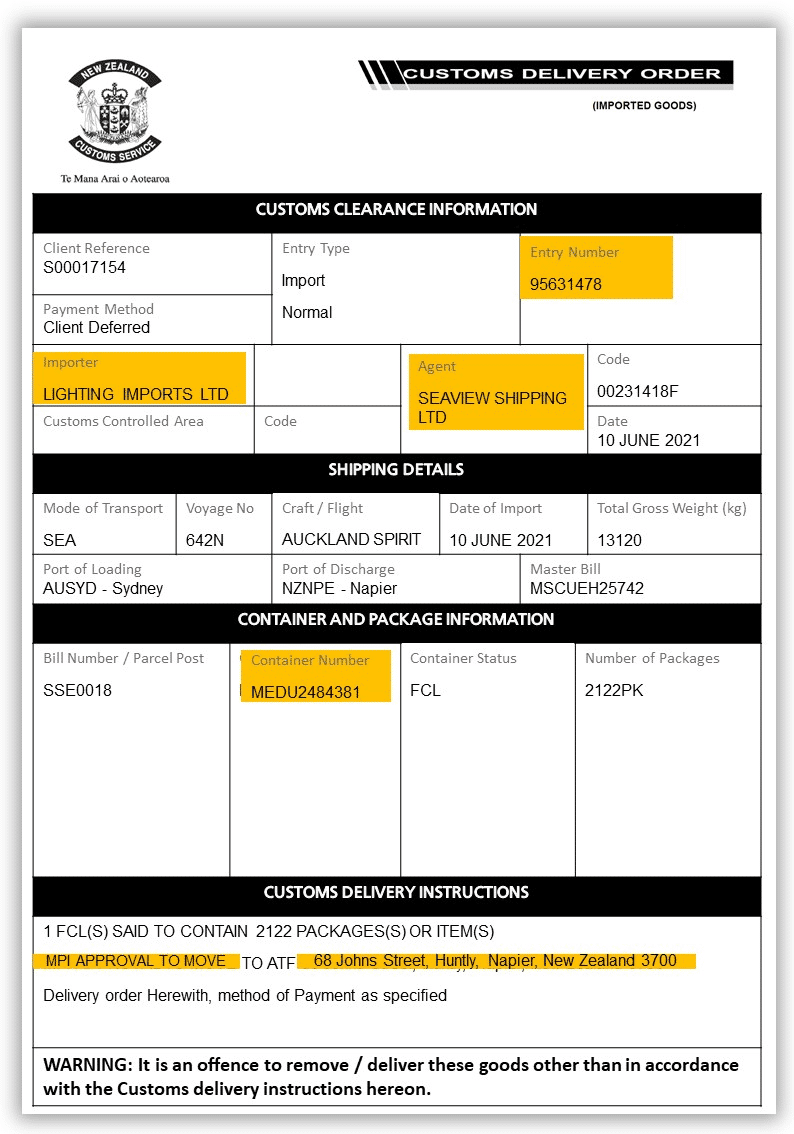 NEW ZEALAND
CUSTOMS SERVICE
Te Mana Arai o Aotearoa
CUSTOMS DELIVERY ORDER
(IMPORTED GOODS)
CUSTOMS CLEARANCE INFORMATION
Client Reference
S00017154
Entry Type
Import
Normal
Entry Number
95631478
Payment Method
Client Deferred
Importer
LIGHTING IMPORTS LTD
Agent
SEAVIEW SHIPPING
LTD
Code
00231418F
Customs Controlled Area
Code
Date
10 JUNE 2021
SHIPPING DETAILS
Mode of Transport
SEA
Voyage No
642N
Craft / Flight
AUCKLAND SPIRIT
Date of Import
10 JUNE 2021
Total Gross Weight (kg)
13120
Port of Loading
AUSYD - Sydney
Port of Discharge
NZNPE - Napier
Master Bill
MSCUEH25742
CONTAINER AND PACKAGE INFORMATION
Bill Number / Parcel Post
SSE0018
Container Number
MEDU2484381
Container Status
FCL
Number of Packages
2122PK
CUSTOMS DELIVERY INSTRUCTIONS
1 FCL(S) SAID TO CONTAIN 2122 PACKAGES(S) OR ITEM(S)
MPI APPROVAL TO MOVE TO ATF 68 Johns Street, Huntly, Napier, New Zealand 3700
Delivery order Herewith, method of Payment as specified
WARNING: It is an offence to remove / deliver these goods other than in accordance
with the Customs delivery instructions hereon.